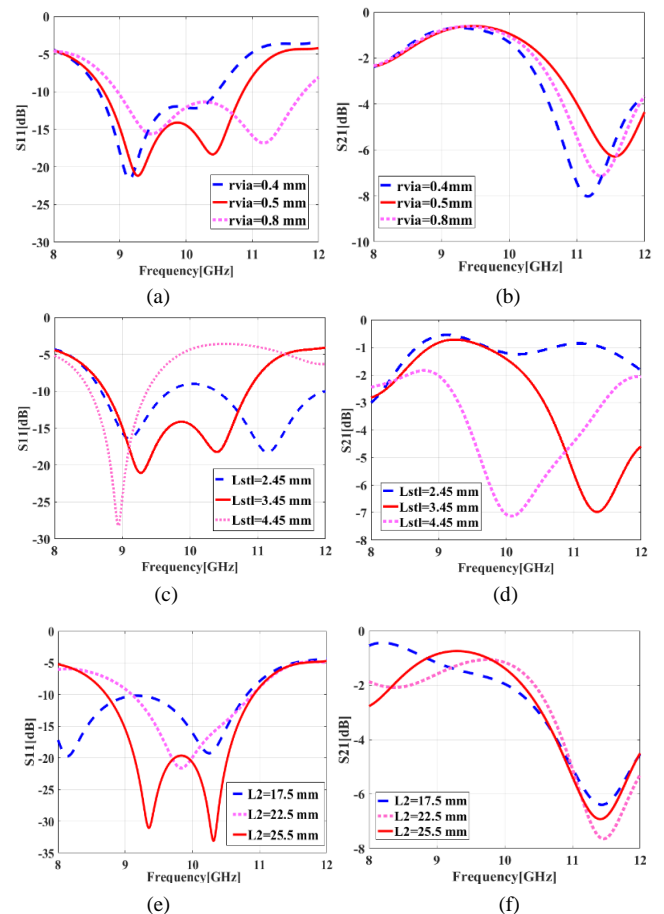 0
-5
-10
-15
-20
-25
-30
S11[dB]
rvia=0.4 mm
rvia=0.5 mm
rvia=0.8 mm
8 9 10 11 12
Frequency[GHz]
(a)
0
-2
-4
-6
-8
-10
S21[dB]
rvia=0.4mm
rvia=0.5mm
rvia=0.8mm
8 9 10 11 12
Frequency[GHz]
(b)
0
-5
-10
-15
-20
-25
-30
S11[dB]
Lstl=2.45 mm
Lstl=3.45 mm
Lstl=4.45 mm
8 9 10 11 12
Frequency[GHz]
(c)
0
-1
-2
-3
-4
-5
-6
-7
-8
S21[dB]
Lstl=2.45 mm
Lstl=3.45 mm
Lstl=4.45 mm
8 9 10 11 12
Frequency[GHz]
(d)
0
-5
-10
-15
-20
-25
-30
-35
S11[dB]
L2=17.5 mm
L2=22.5 mm
L2=25.5 mm
8 9 10 11 12
Frequency[GHz]
(e)
0
-2
-4
-6
-8
S21[dB]
L2=17.5 mm
L2=22.5 mm
L2=25.5 mm
8 9 10 11 12
Frequency[GHz]
(f)